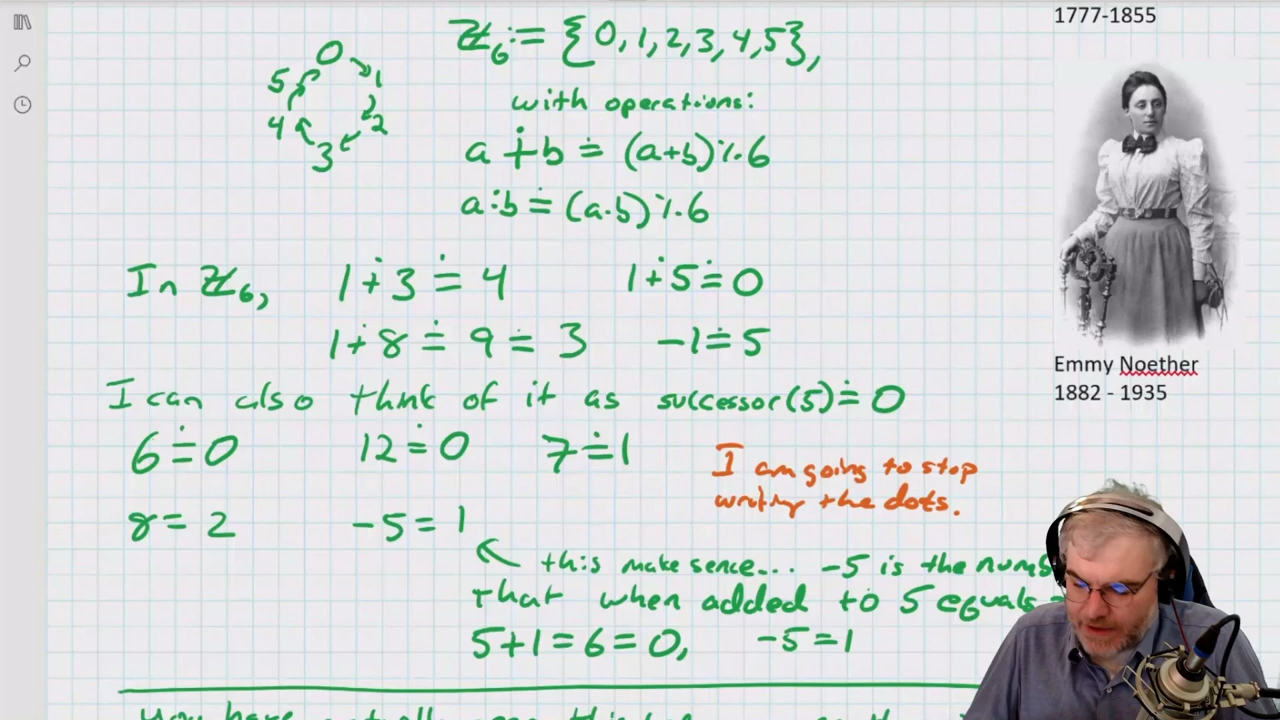 1777-1855
ℤ₆ := {0,1,2,3,4,5},
0
5 1
4 2
3
with operations:
a ∔ b ≐ (a+b)%6
a ⋅ b ≐ (a·b)%6
In ℤ₆, 1 ∔ 3 ≐ 4 1 ∔ 5 ≐ 0
1 ∔ 8 ≐ 9 ≐ 3 -1 ≐ 5
Emmy Noether
1882 - 1935
I can also think of it as successor(5) ≐ 0
6 ≐ 0 12 ≐ 0 7 ≐ 1
I am going to stop
writing the dots.
8 = 2 -5 = 1
this make sence... -5 is the
that when added to 5 equals
5+1 = 6 = 0, -5 = 1
You have actually